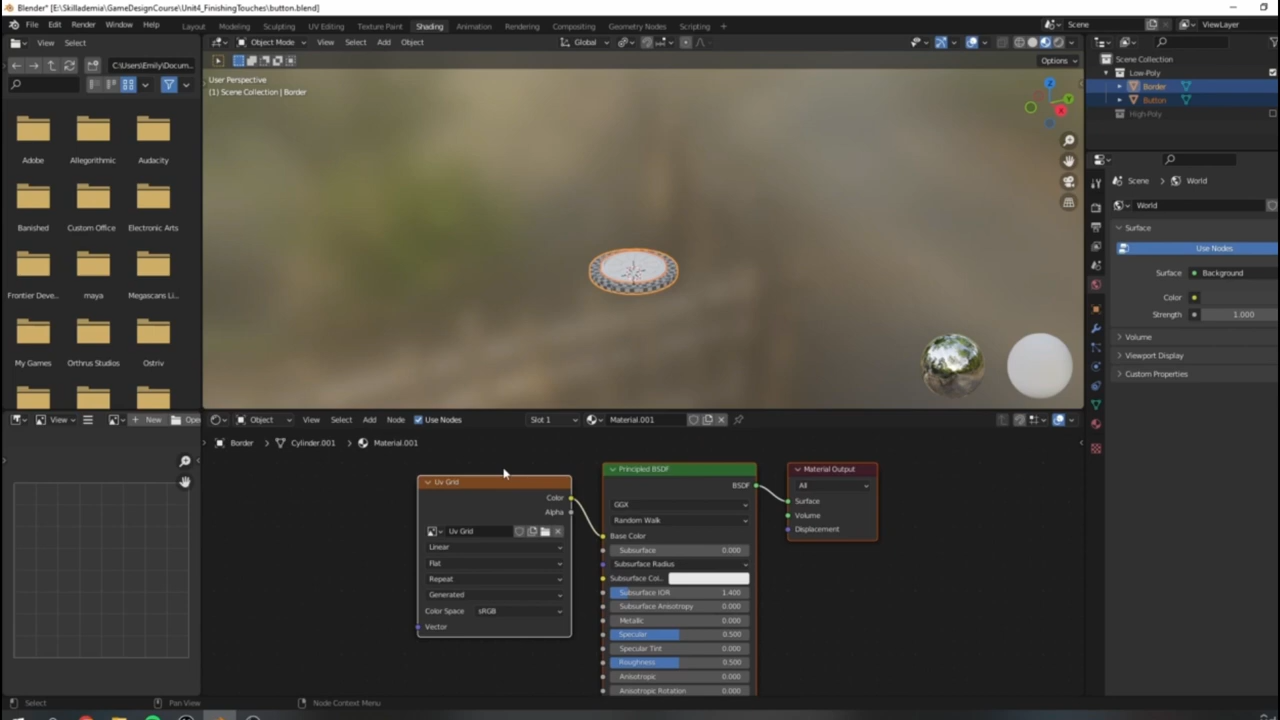 Blender* [E:\Skillademia\GameDesignCourse\Unit4_FinishingTouches\button.blend]
File Edit Render Window Help Layout Modeling Sculpting UV Editing Texture Paint Shading Animation Rendering Compositing Geometry Nodes Scripting Scene ViewLayer
View Select
Object Mode View Select Add Object Global
C:\Users\Emily\Docum...
Options
User Perspective
(1) Scene Collection | Border
Adobe Allegorithmic Audacity
Banished Custom Office Electronic Arts
Frontier Deve... maya Megascans Li...
My Games Orthrus Studios Ostriv
Scene Collection
Low-Poly
Border
Button
High-Poly
Scene > World
World
Surface
Use Nodes
Surface Background
Color
Strength 1.000
Volume
Viewport Display
Custom Properties
View New Ope
Object View Select Add Node Use Nodes Slot 1 Material.001
Border > Cylinder.001 > Material.001
Uv Grid
Color
Alpha
Uv Grid
Linear
Flat
Repeat
Generated
Color Space sRGB
Vector
Principled BSDF
BSDF
GGX
Random Walk
Base Color
Subsurface 0.000
Subsurface Radius
Subsurface Col..
Subsurface IOR 1.400
Subsurface Anisotropy 0.000
Metallic 0.000
Specular 0.500
Specular Tint 0.000
Roughness 0.500
Anisotropic 0.000
Anisotropic Rotation 0.000
Material Output
All
Surface
Volume
Displacement
Select Pan View Node Context Menu